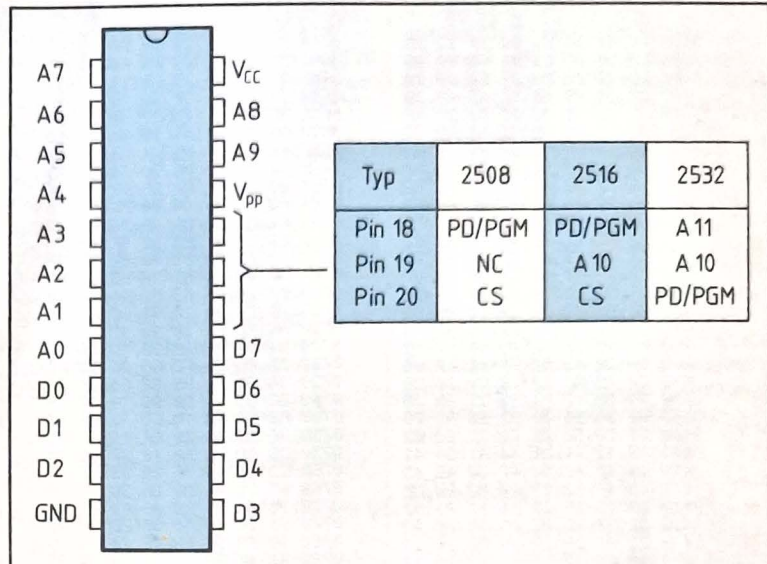 A7 V_CC
A6 A8
A5 A9
A4 V_pp
A3
A2
A1
A0 D7
D0 D6
D1 D5
D2 D4
GND D3
Typ 2508 2516 2532
Pin 18 PD/PGM PD/PGM A 11
Pin 19 NC A 10 A 10
Pin 20 CS CS PD/PGM